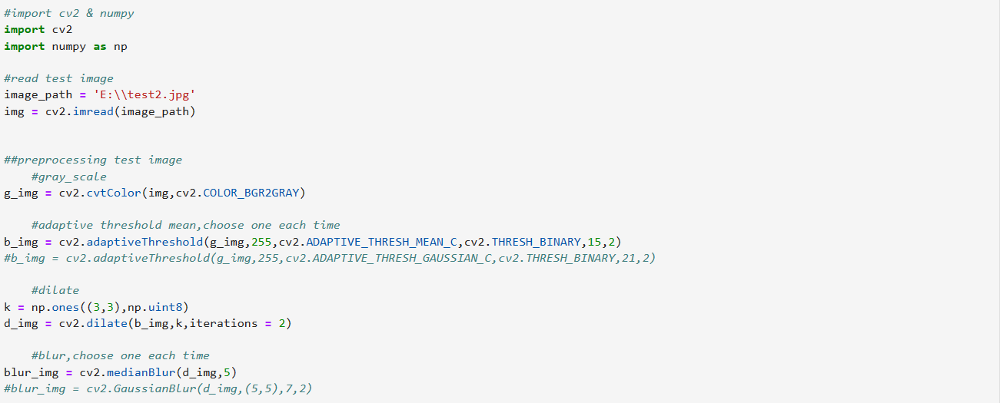 #import cv2 & numpy
import cv2
import numpy as np
#read test image
image_path = 'E:\\test2.jpg'
img = cv2.imread(image_path)
##preprocessing test image
    #gray_scale
g_img = cv2.cvtColor(img,cv2.COLOR_BGR2GRAY)
    #adaptive threshold mean,choose one each time
b_img = cv2.adaptiveThreshold(g_img,255,cv2.ADAPTIVE_THRESH_MEAN_C,cv2.THRESH_BINARY,15,2)
#b_img = cv2.adaptiveThreshold(g_img,255,cv2.ADAPTIVE_THRESH_GAUSSIAN_C,cv2.THRESH_BINARY,21,2)
    #dilate
k = np.ones((3,3),np.uint8)
d_img = cv2.dilate(b_img,k,iterations = 2)
    #blur,choose one each time
blur_img = cv2.medianBlur(d_img,5)
#blur_img = cv2.GaussianBlur(d_img,(5,5),7,2)